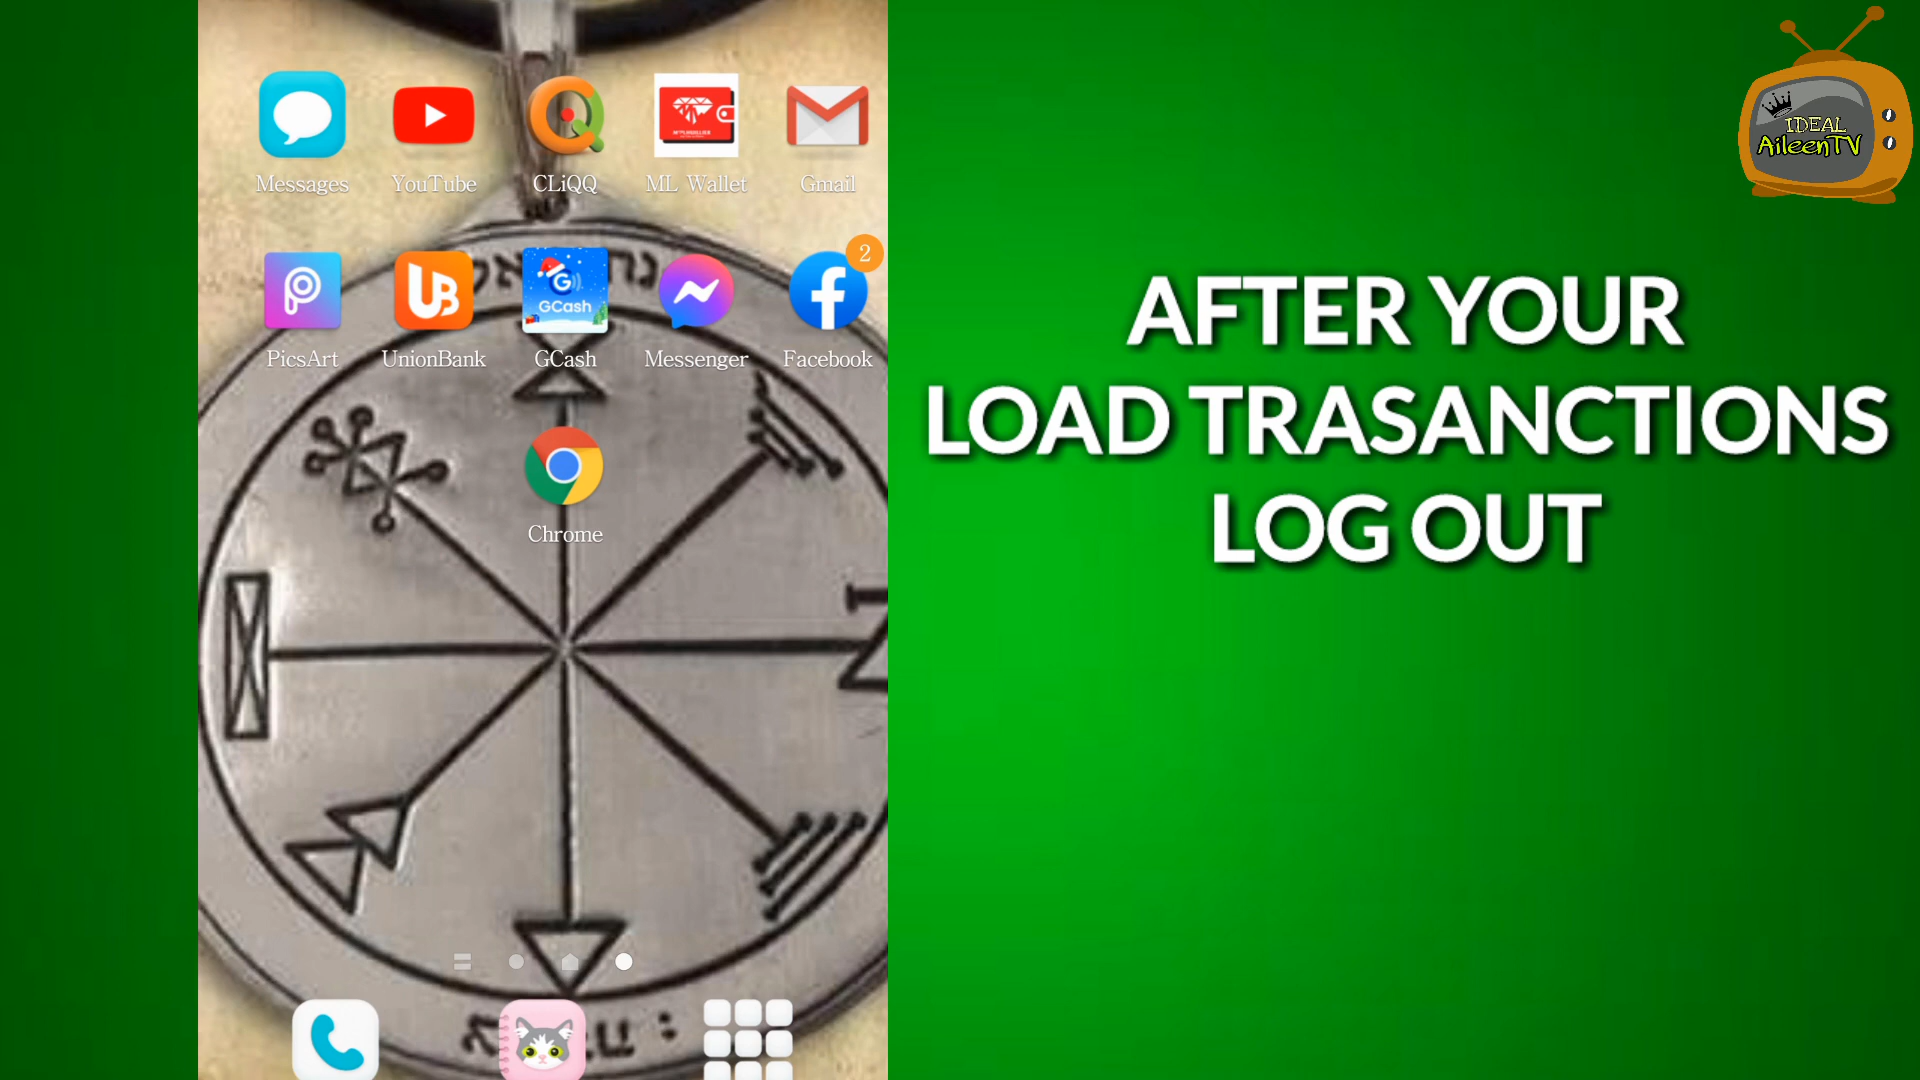 Messages YouTube CLiQQ ML Wallet Gmail
2
GCash
PicsArt UnionBank GCash Messenger Facebook
Chrome
IDEAL
AileenTV
AFTER YOUR
LOAD TRASANCTIONS
LOG OUT